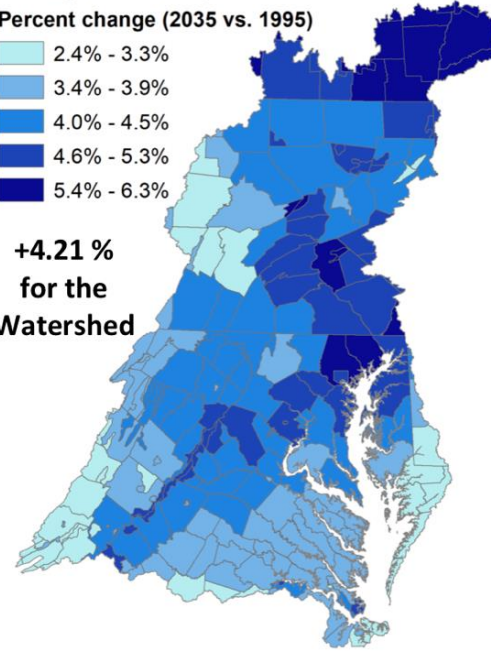 Percent change (2035 vs. 1995)
2.4% - 3.3%
3.4% - 3.9%
4.0% - 4.5%
4.6% - 5.3%
5.4% - 6.3%
+4.21 %
for the
Watershed